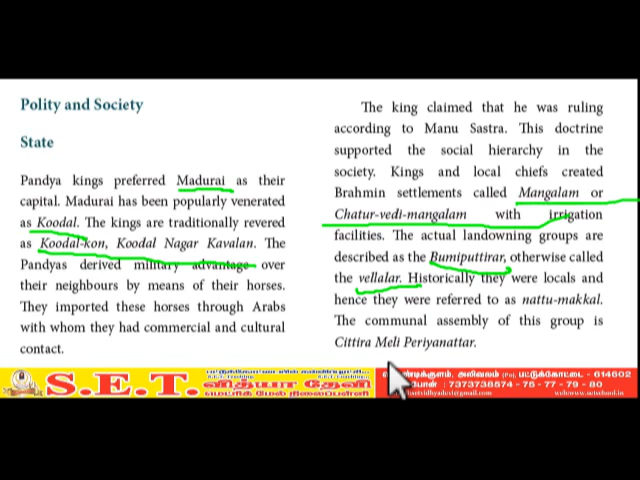 Polity and Society
State
Pandya kings preferred Madurai as their
capital. Madurai has been popularly venerated
as Koodal. The kings are traditionally revered
as Koodal-kon, Koodal Nagar Kavalan. The
Pandyas derived military advantage over
their neighbours by means of their horses.
They imported these horses through Arabs
with whom they had commercial and cultural
contact.
The king claimed that he was ruling
according to Manu Sastra. This doctrine
supported the social hierarchy in the
society. Kings and local chiefs created
Brahmin settlements called Mangalam or
Chatur-vedi-mangalam with irrigation
facilities. The actual landowning groups are
described as the Bumiputtirar, otherwise called
the vellalar. Historically they were locals and
hence they were referred to as nattu-makkal.
The communal assembly of this group is
Cittira Meli Periyanattar.
S.E.T.
வித்யா தேவி
மெட்ரிக் மேல் நிலைப்பள்ளி
அலிவலம் (Po), பட்டுக்கோட்டை - 614602
போன் : 7373738874 - 75 - 77 - 79 - 80